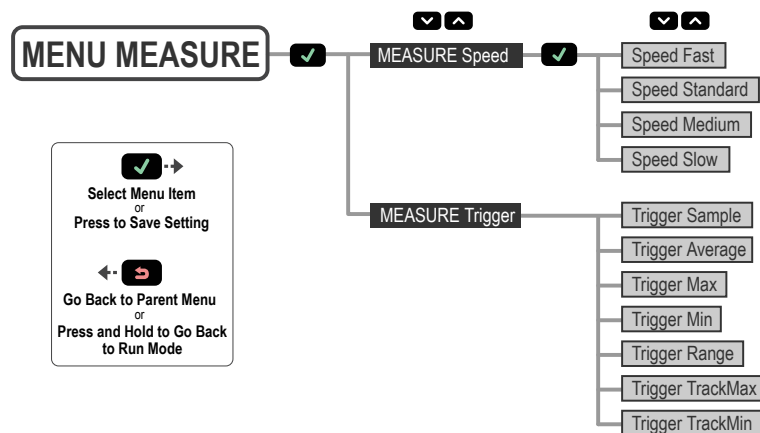 MENU MEASURE
MEASURE Speed
Speed Fast
Speed Standard
Speed Medium
Speed Slow
MEASURE Trigger
Trigger Sample
Trigger Average
Trigger Max
Trigger Min
Trigger Range
Trigger TrackMax
Trigger TrackMin
Select Menu Item
or
Press to Save Setting
Go Back to Parent Menu
or
Press and Hold to Go Back
to Run Mode